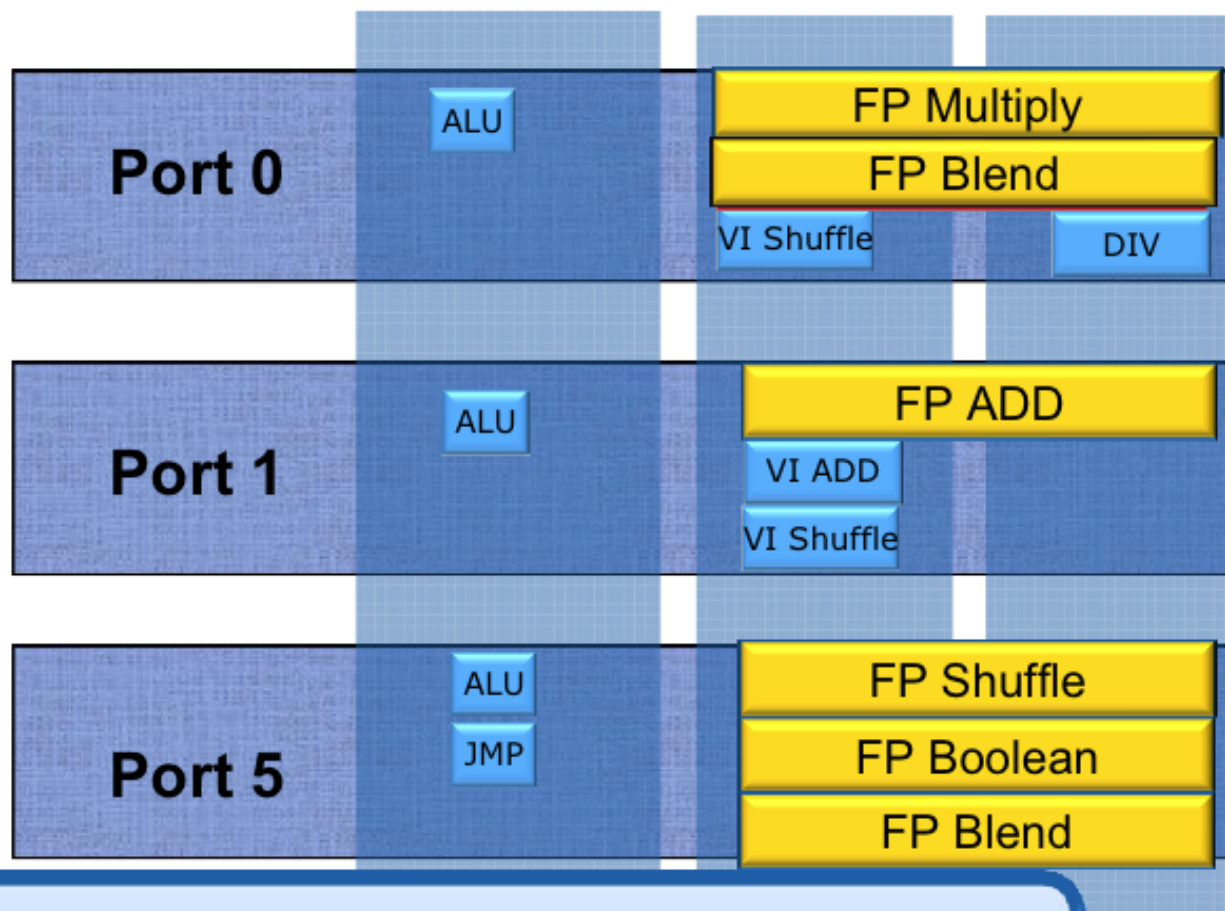 Port 0
ALU
FP Multiply
FP Blend
VI Shuffle
DIV
Port 1
ALU
FP ADD
VI ADD
VI Shuffle
Port 5
ALU
JMP
FP Shuffle
FP Boolean
FP Blend